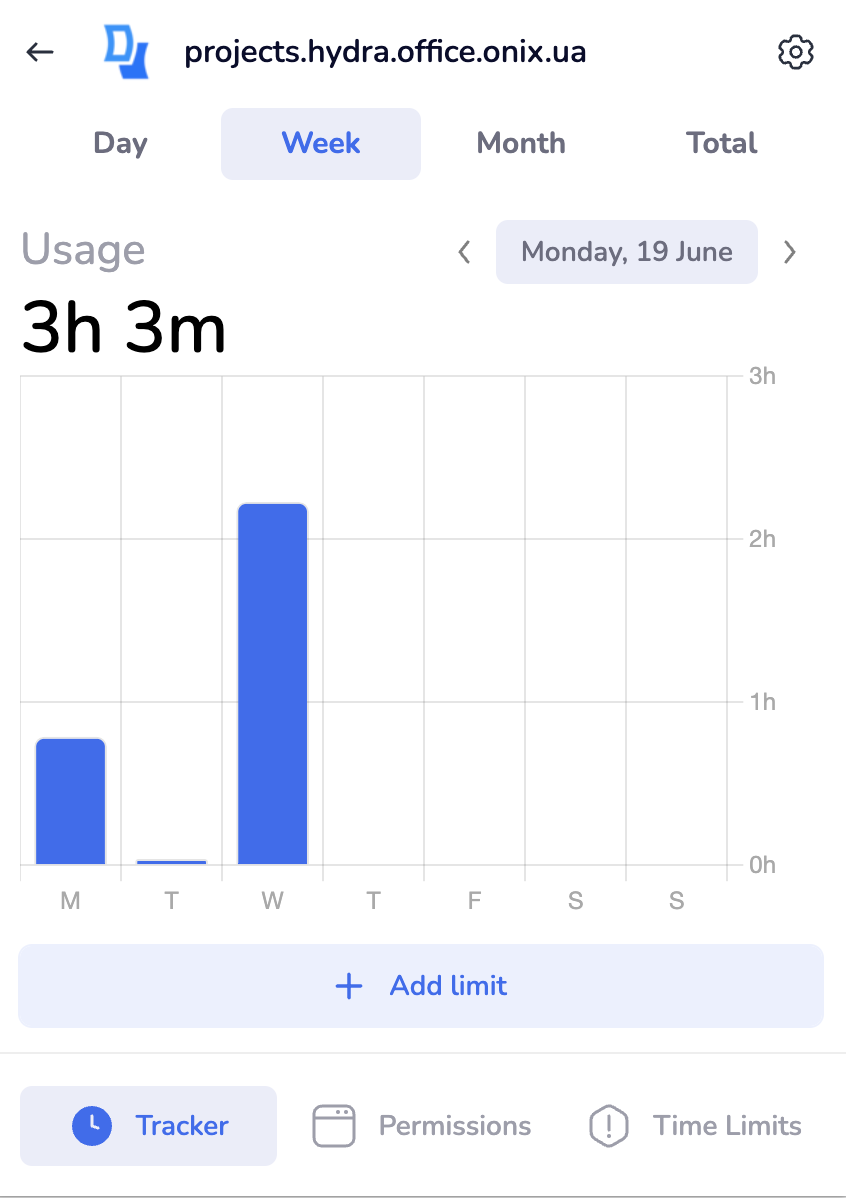 projects.hydra.office.onix.ua
Day Week Month Total
Usage
Monday, 19 June
3h 3m
3h
2h
1h
0h
M T W T F S S
Add limit
Tracker Permissions Time Limits